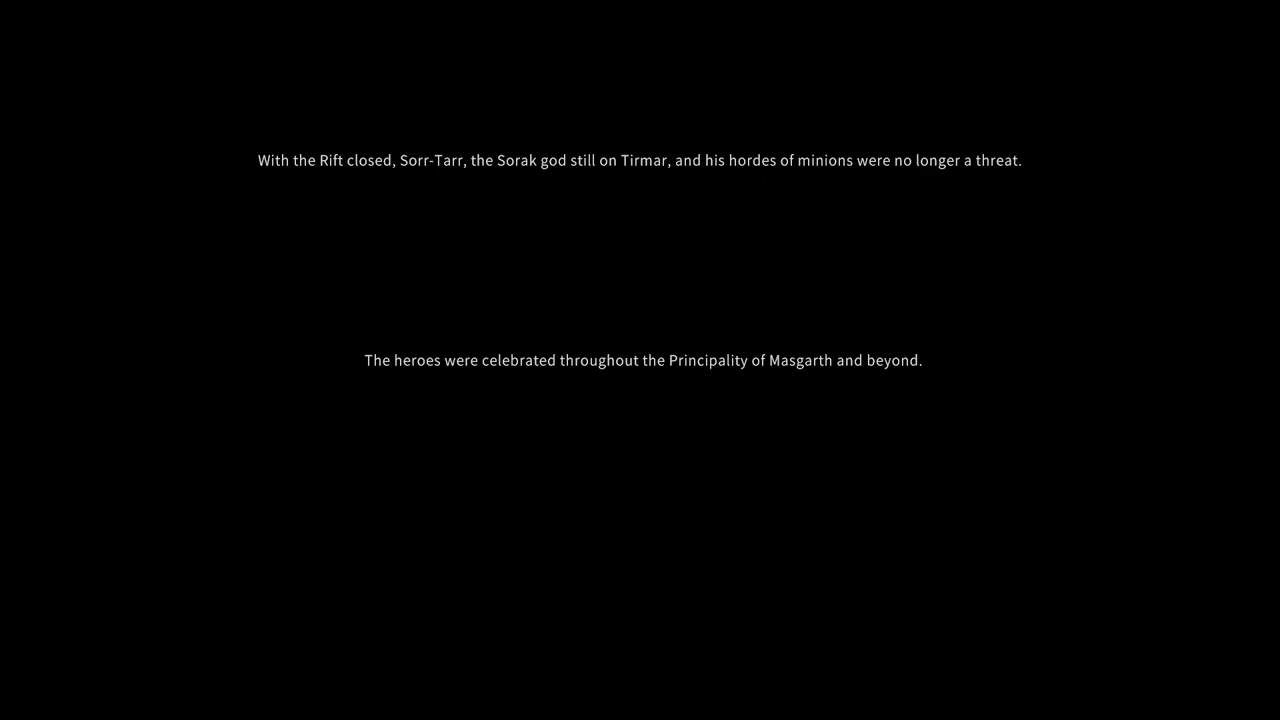 With the Rift closed, Sorr-Tarr, the Sorak god still on Tirmar, and his hordes of minions were no longer a threat.
The heroes were celebrated throughout the Principality of Masgarth and beyond.